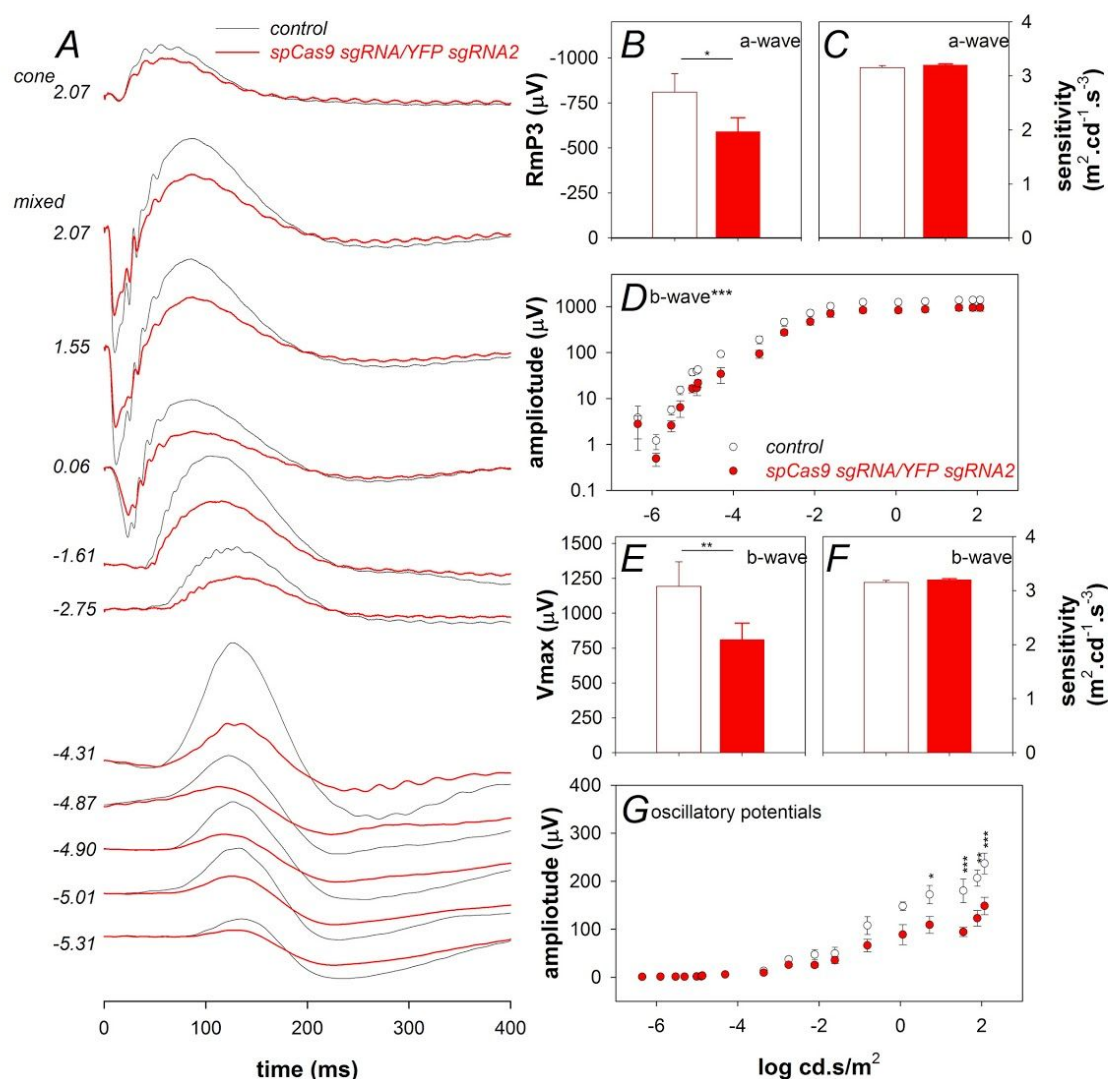 A
control
spCas9 sgRNA/YFP sgRNA2
cone
2.07
mixed
2.07
1.55
0.06
-1.61
-2.75
-4.31
-4.87
-4.90
-5.01
-5.31
0 100 200 300 400
time (ms)
B
a-wave
*
-1000
-750
-500
-250
0
RmP3 (μV)
C
a-wave
4
3
2
1
0
sensitivity
(m².cd⁻¹.s⁻³)
D b-wave***
1000
100
10
1
0.1
ampliotude (μV)
control
spCas9 sgRNA/YFP sgRNA2
-6 -4 -2 0 2
E
b-wave
**
1500
1250
1000
750
500
250
0
Vmax (μV)
F
b-wave
4
3
2
1
0
sensitivity
(m².cd⁻¹.s⁻³)
G oscillatory potentials
400
300
200
100
0
ampliotude (μV)
*
***
**
***
-6 -4 -2 0 2
log cd.s/m²